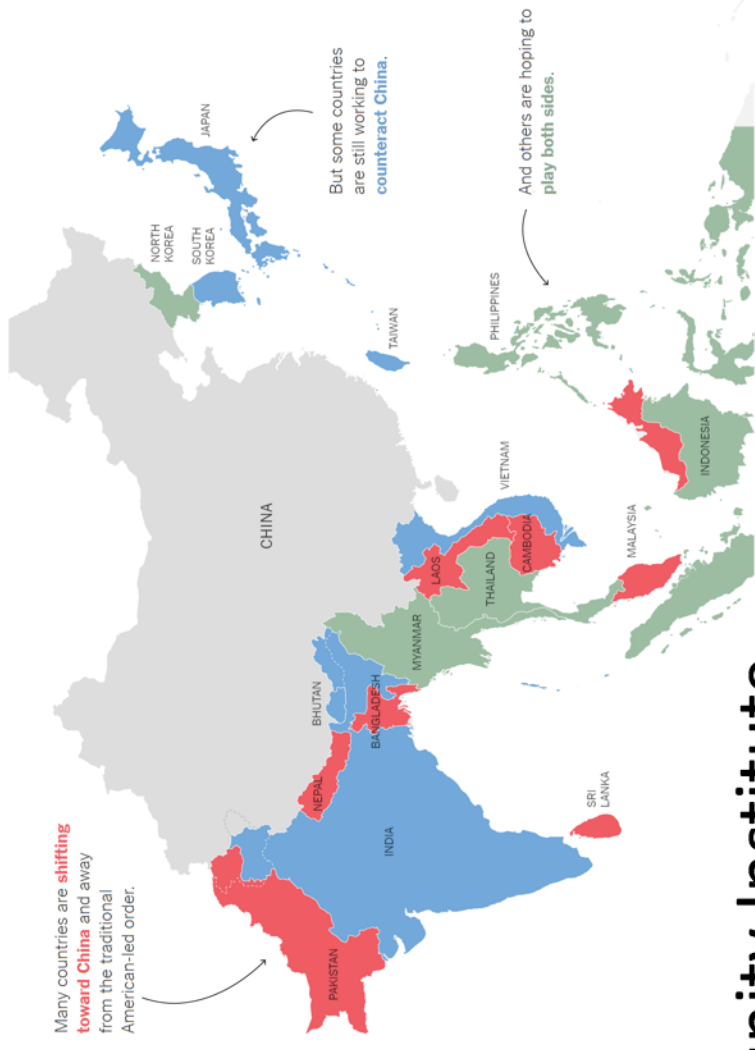 Many countries are shifting
toward China and away
from the traditional
American-led order.
But some countries
are still working to
counteract China.
And others are hoping to
play both sides.
CHINA
NORTH
KOREA
SOUTH
KOREA
JAPAN
TAIWAN
PHILIPPINES
PAKISTAN
NEPAL
BHUTAN
INDIA
BANGLADESH
MYANMAR
LAOS
THAILAND
CAMBODIA
VIETNAM
MALAYSIA
INDONESIA
SRI
LANKA
Institute